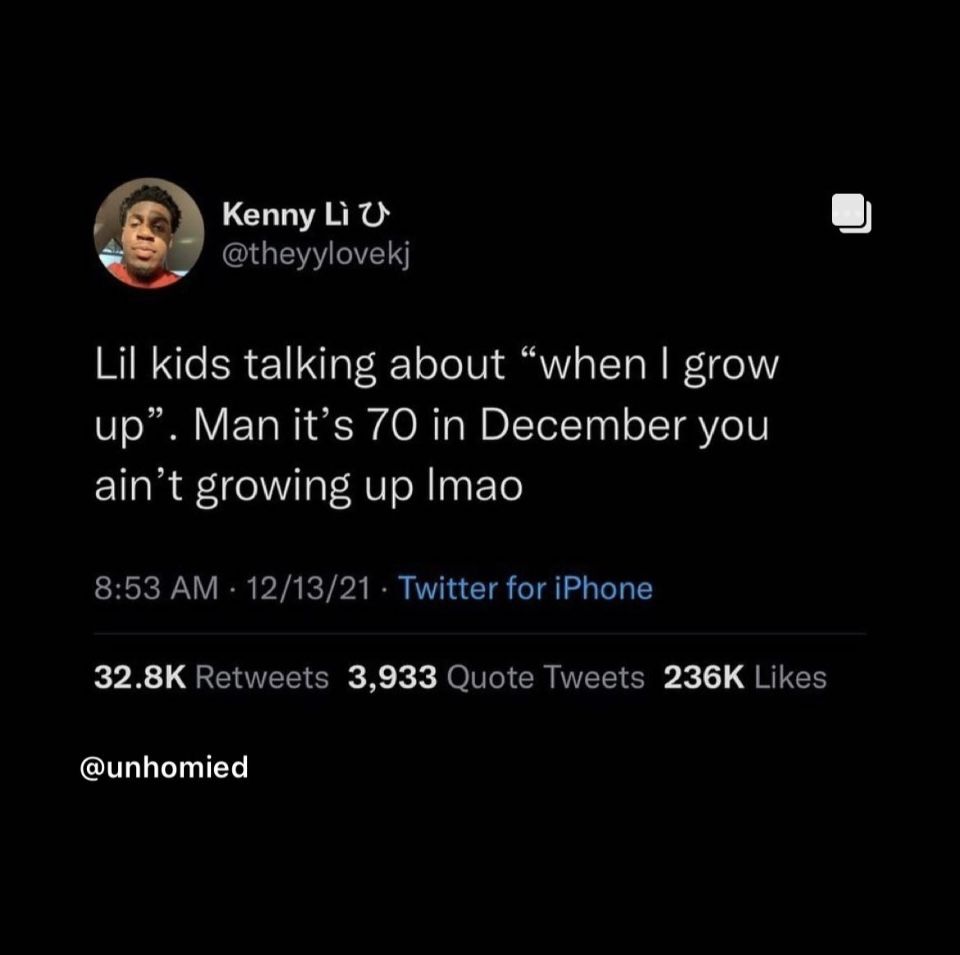 Kenny Lì ひ
@theyylovekj
Lil kids talking about “when I grow
up”. Man it’s 70 in December you
ain’t growing up lmao
8:53 AM · 12/13/21 · Twitter for iPhone
32.8K Retweets 3,933 Quote Tweets 236K Likes
@unhomied